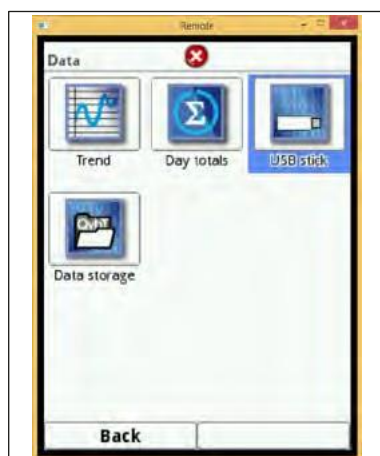 Remote
Data
Trend
Day totals
USB stick
Data storage
Back